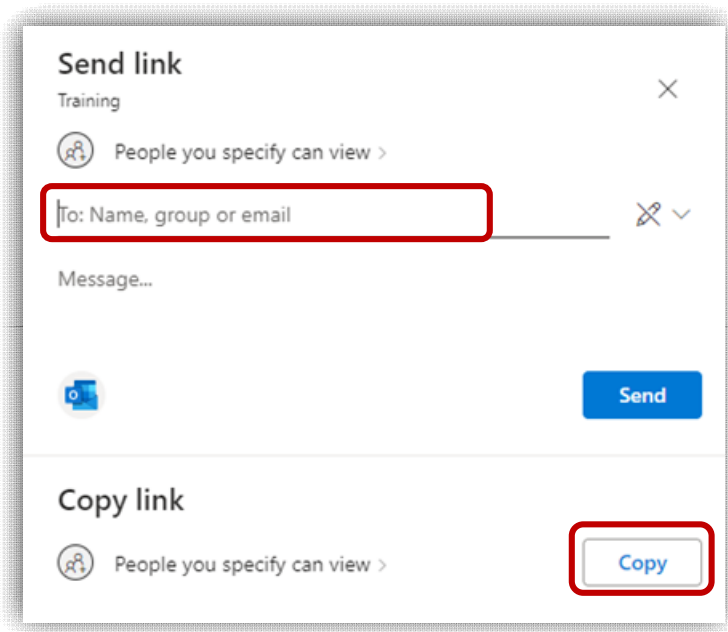 Send link
Training
People you specify can view >
To: Name, group or email
Message...
Send
Copy link
People you specify can view >
Copy